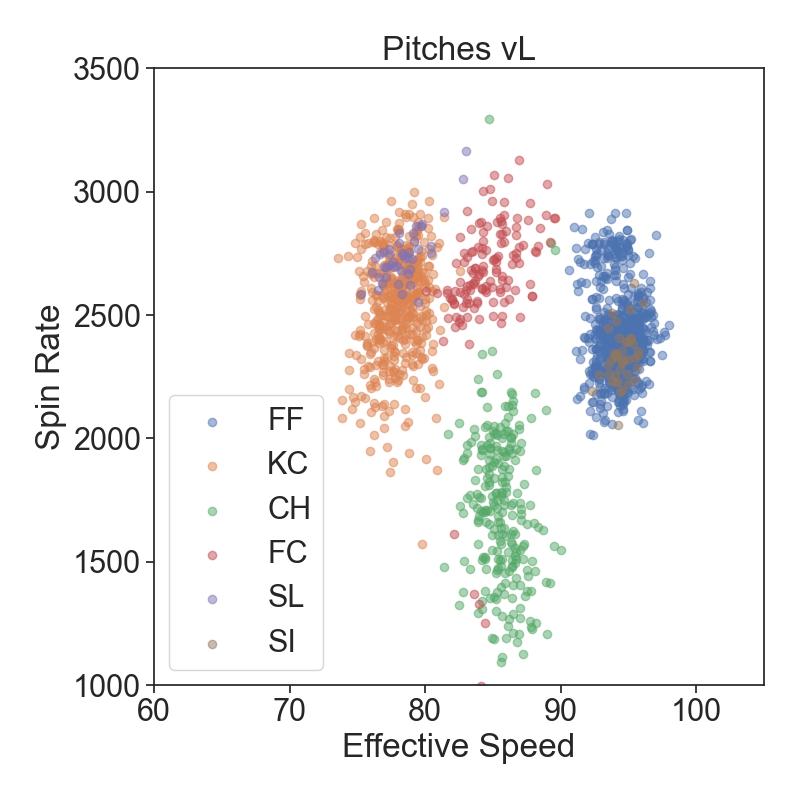 Pitches vL
3500
3000
2500
2000
1500
1000
Spin Rate
FF
KC
CH
FC
SL
SI
60
70
80
90
100
Effective Speed